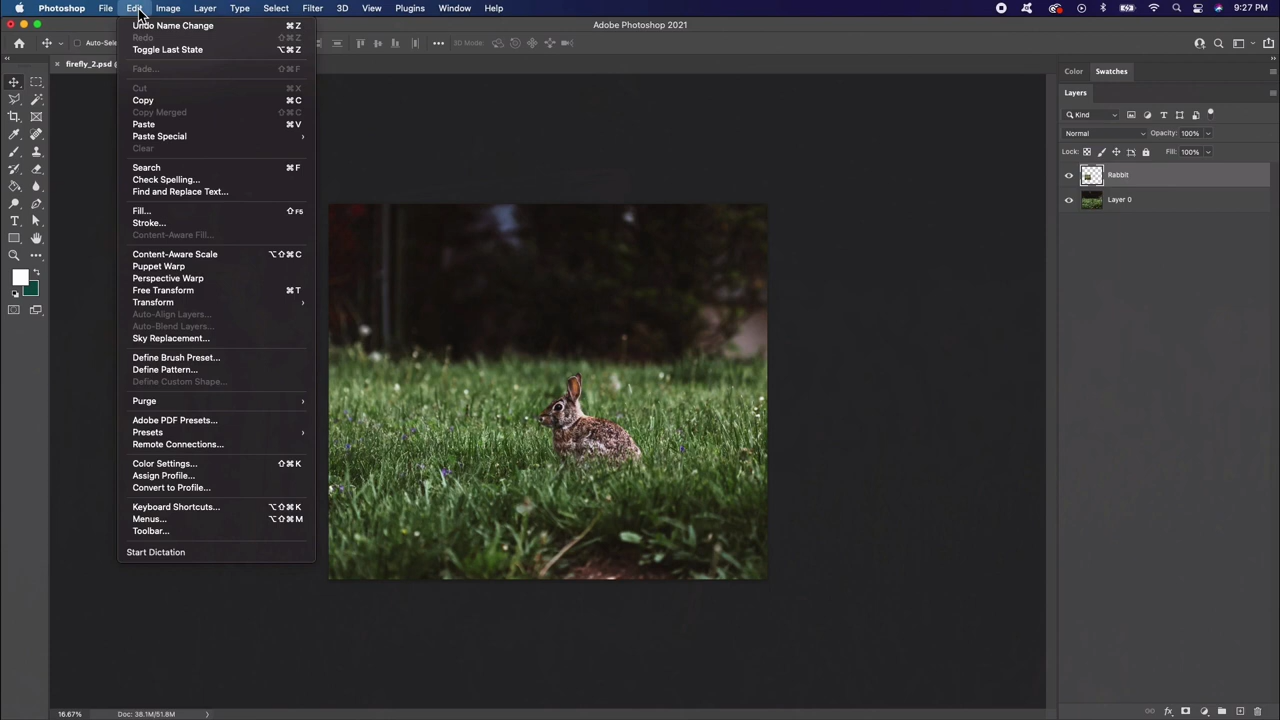 Photoshop File Edit Image Layer Type Select Filter 3D View Plugins Window Help 9:27 PM
Adobe Photoshop 2021
Auto-Sele
3D Mode:
firefly_2.psd @
Undo Name Change ⌘Z
Redo ⇧⌘Z
Toggle Last State ⌥⌘Z
Fade... ⇧⌘F
Cut ⌘X
Copy ⌘C
Copy Merged ⇧⌘C
Paste ⌘V
Paste Special ›
Clear
Search ⌘F
Check Spelling...
Find and Replace Text...
Fill... ⇧F5
Stroke...
Content-Aware Fill...
Content-Aware Scale ⌥⇧⌘C
Puppet Warp
Perspective Warp
Free Transform ⌘T
Transform ›
Auto-Align Layers...
Auto-Blend Layers...
Sky Replacement...
Define Brush Preset...
Define Pattern...
Define Custom Shape...
Purge ›
Adobe PDF Presets...
Presets ›
Remote Connections...
Color Settings... ⇧⌘K
Assign Profile...
Convert to Profile...
Keyboard Shortcuts... ⌥⇧⌘K
Menus... ⌥⇧⌘M
Toolbar...
Start Dictation
Color Swatches
Layers
Kind
Normal Opacity: 100%
Lock: Fill: 100%
Rabbit
Layer 0
16.67% Doc: 38.1M/51.8M